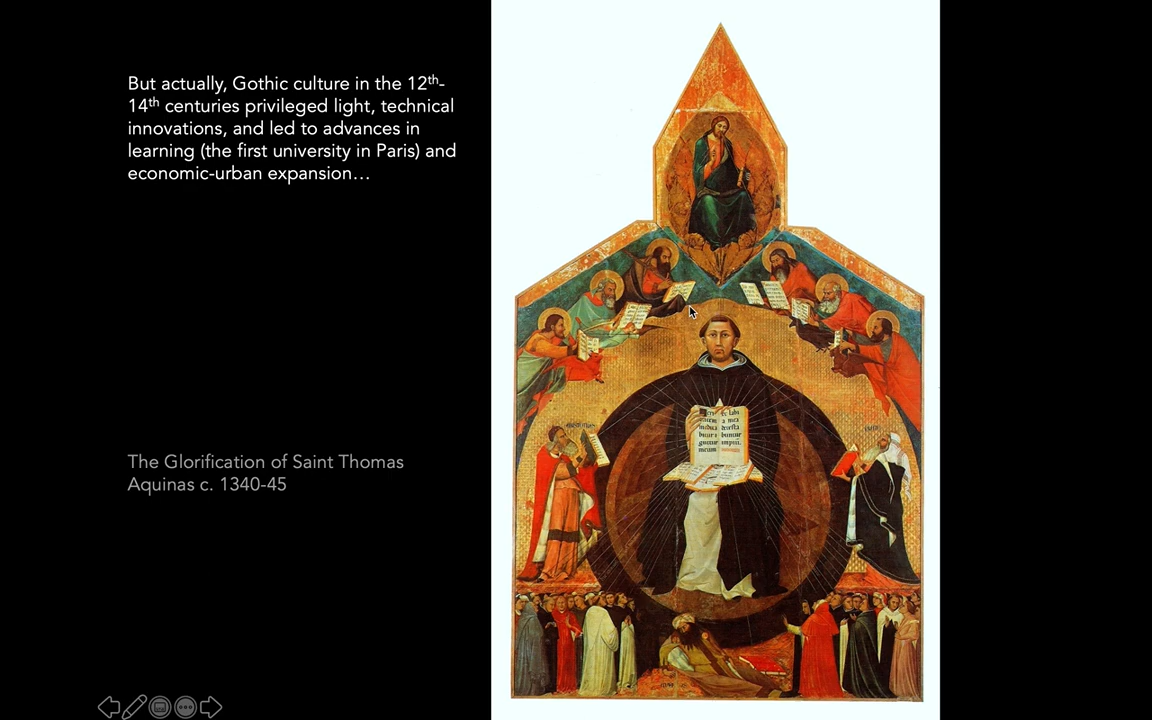 But actually, Gothic culture in the 12th-
14th centuries privileged light, technical
innovations, and led to advances in
learning (the first university in Paris) and
economic-urban expansion…
The Glorification of Saint Thomas
Aquinas c. 1340-45